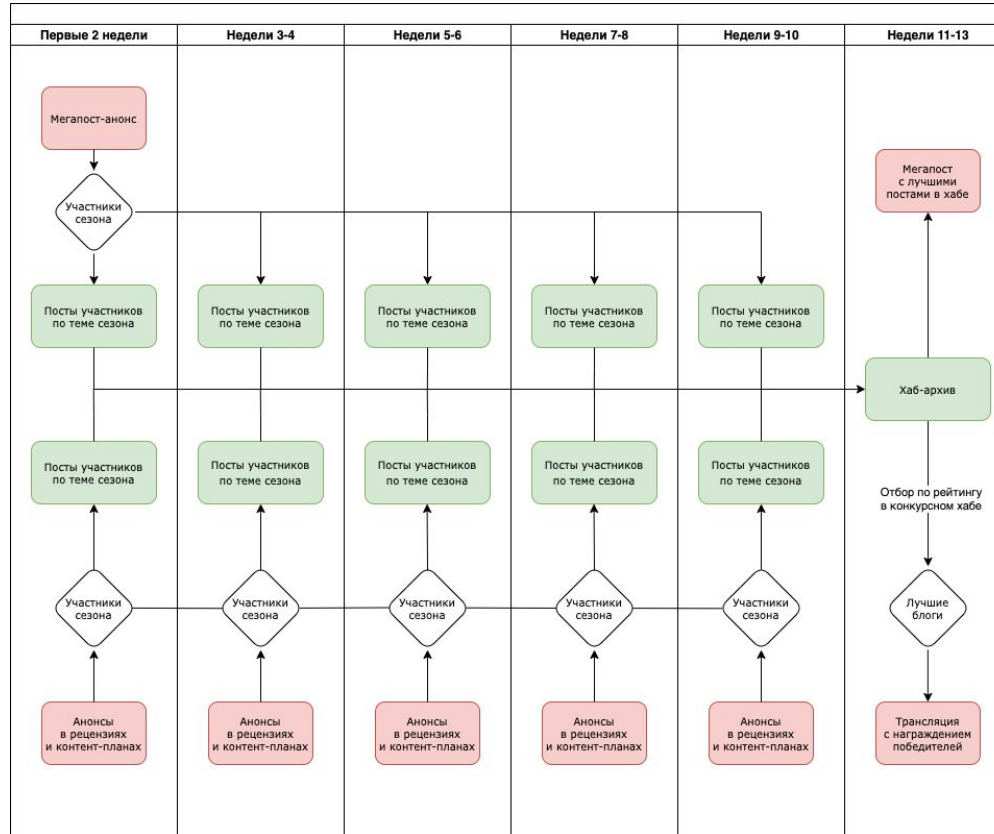 Первые 2 недели
Недели 3-4
Недели 5-6
Недели 7-8
Недели 9-10
Недели 11-13
Мегапост-анонс
Мегапост
с лучшими
постами в хабе
Участники
сезона
Посты участников
по теме сезона
Посты участников
по теме сезона
Посты участников
по теме сезона
Посты участников
по теме сезона
Посты участников
по теме сезона
Хаб-архив
Посты участников
по теме сезона
Посты участников
по теме сезона
Посты участников
по теме сезона
Посты участников
по теме сезона
Посты участников
по теме сезона
Отбор по рейтингу
в конкурсном хабе
Участники
сезона
Участники
сезона
Участники
сезона
Участники
сезона
Участники
сезона
Лучшие
блоги
Анонсы
в рецензиях
и контент-планах
Анонсы
в рецензиях
и контент-планах
Анонсы
в рецензиях
и контент-планах
Анонсы
в рецензиях
и контент-планах
Анонсы
в рецензиях
и контент-планах
Трансляция
с награждением
победителей